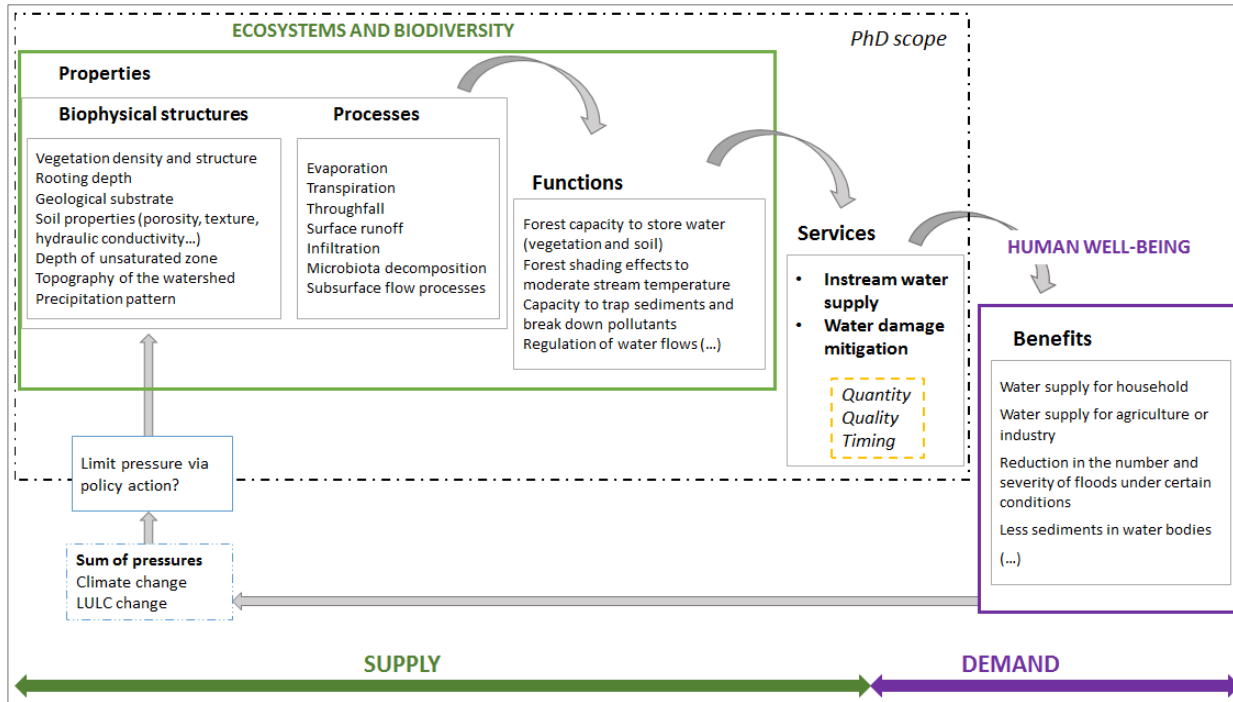 ECOSYSTEMS AND BIODIVERSITY
PhD scope
Properties
Biophysical structures
Vegetation density and structure
Rooting depth
Geological substrate
Soil properties (porosity, texture,
hydraulic conductivity…)
Depth of unsaturated zone
Topography of the watershed
Precipitation pattern
Processes
Evaporation
Transpiration
Throughfall
Surface runoff
Infiltration
Microbiota decomposition
Subsurface flow processes
Functions
Forest capacity to store water
(vegetation and soil)
Forest shading effects to
moderate stream temperature
Capacity to trap sediments and
break down pollutants
Regulation of water flows (…)
Services
• Instream water
supply
• Water damage
mitigation
Quantity
Quality
Timing
HUMAN WELL-BEING
Benefits
Water supply for household
Water supply for agriculture or
industry
Reduction in the number and
severity of floods under certain
conditions
Less sediments in water bodies
(…)
Limit pressure via
policy action?
Sum of pressures
Climate change
LULC change
SUPPLY
DEMAND